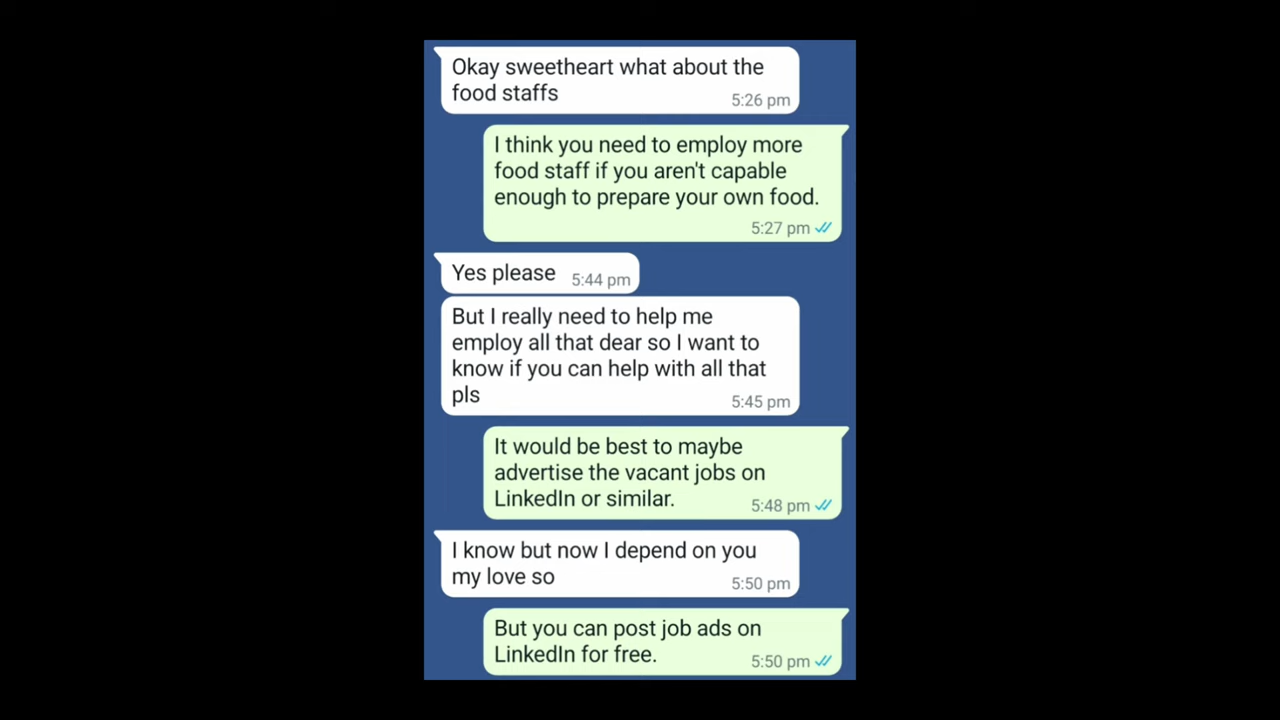 Okay sweetheart what about the
food staffs
5:26 pm
I think you need to employ more
food staff if you aren't capable
enough to prepare your own food.
5:27 pm
Yes please 5:44 pm
But I really need to help me
employ all that dear so I want to
know if you can help with all that
pls
5:45 pm
It would be best to maybe
advertise the vacant jobs on
LinkedIn or similar. 5:48 pm
I know but now I depend on you
my love so
5:50 pm
But you can post job ads on
LinkedIn for free. 5:50 pm